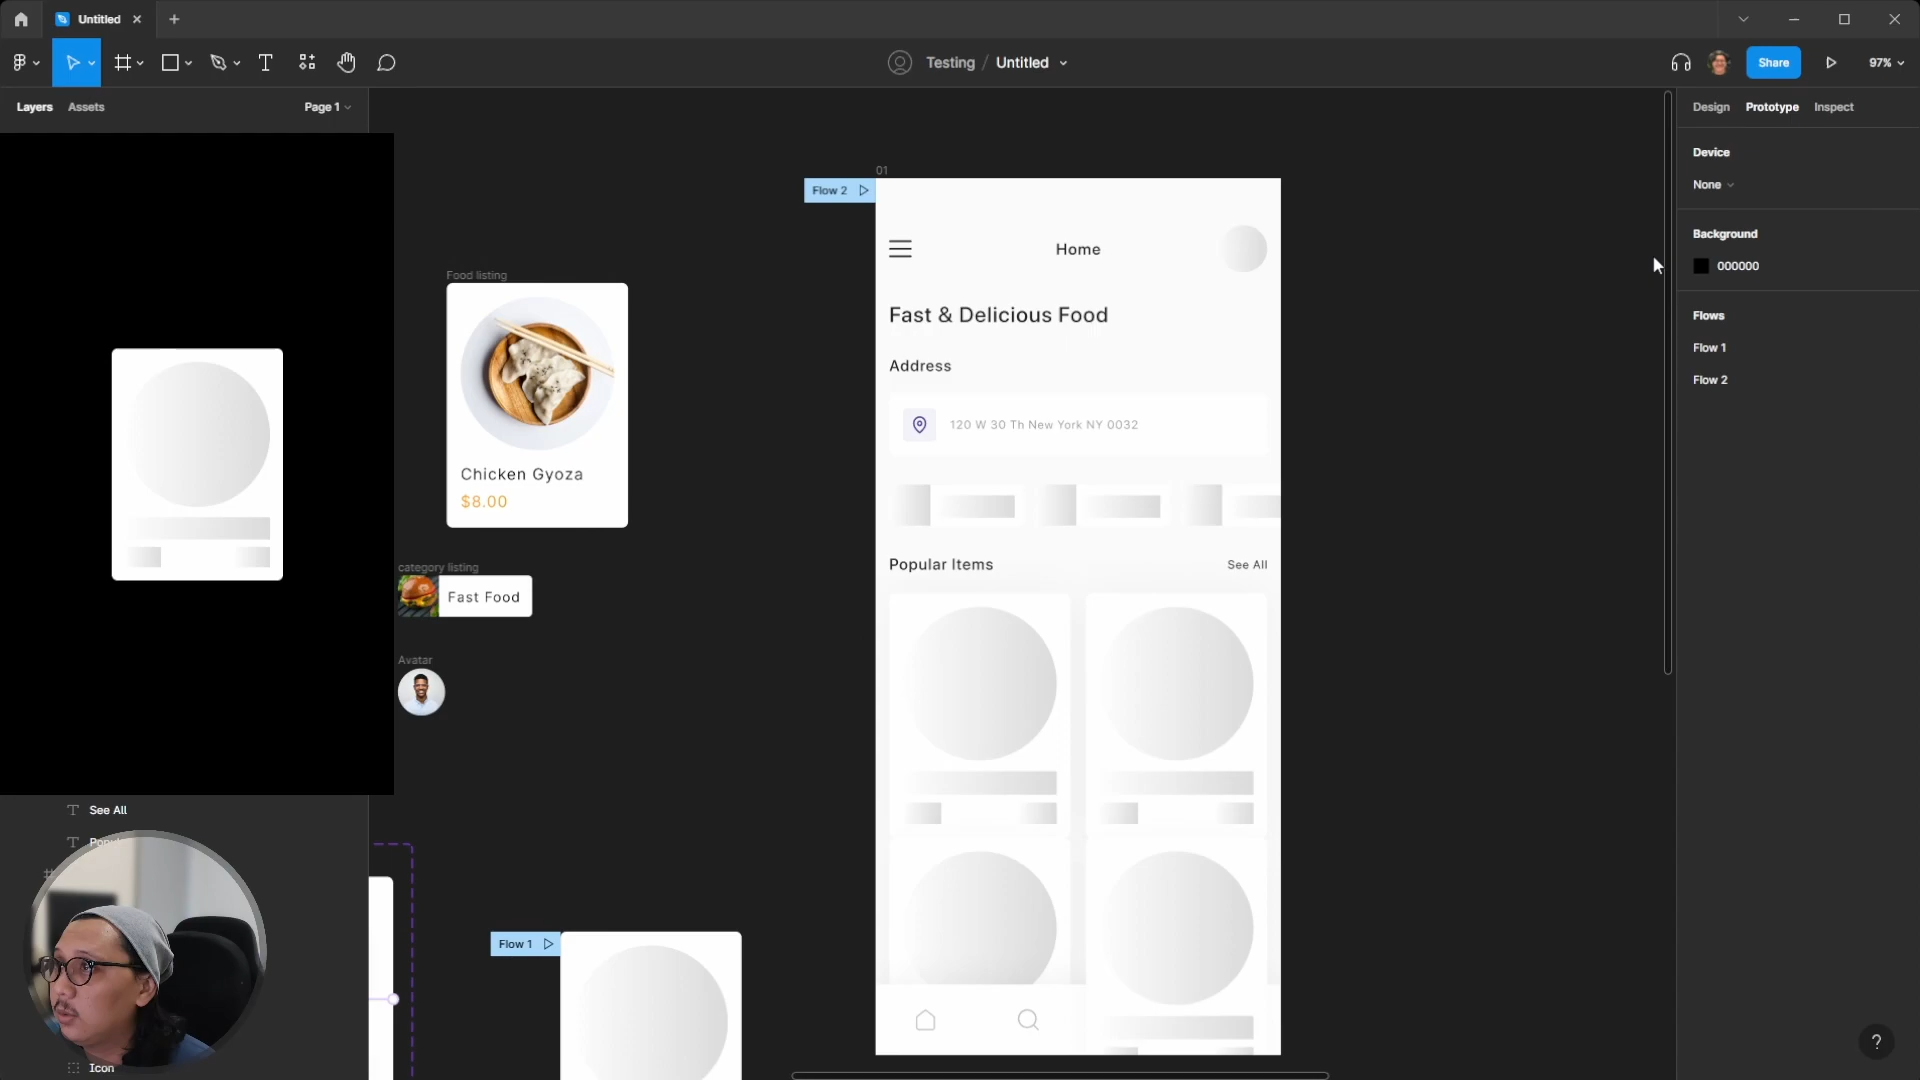 Untitled
Testing / Untitled
Share
97%
Layers
Assets
Page 1
Design
Prototype
Inspect
Device
None
Background
000000
Flows
Flow 1
Flow 2
01
Flow 2
Home
Fast & Delicious Food
Address
120 W 30 Th New York NY 0032
Popular Items
See All
Food listing
Chicken Gyoza
$8.00
category listing
Fast Food
Avatar
See All
Flow 1
Icon
?